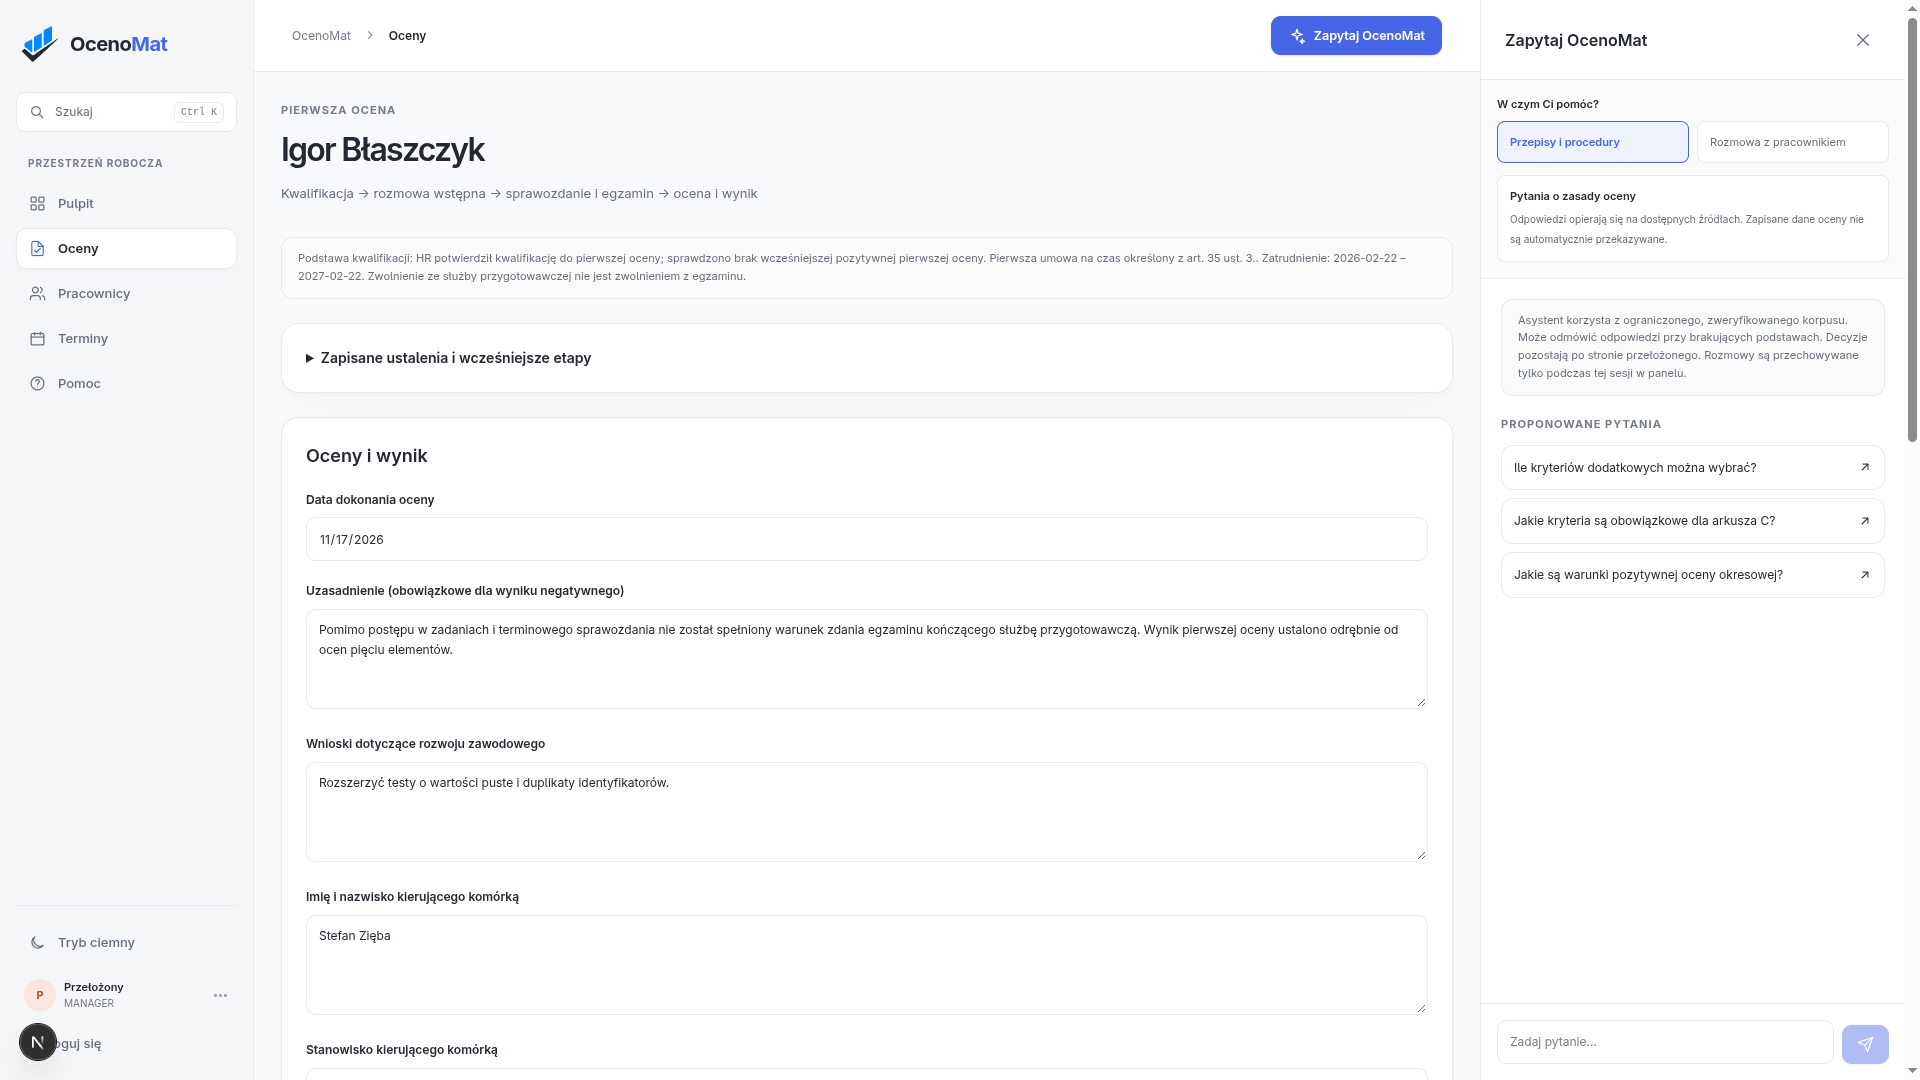 OcenoMat
Szukaj
Ctrl K
PRZESTRZEŃ ROBOCZA
Pulpit
Oceny
Pracownicy
Terminy
Pomoc
Tryb ciemny
P
Przełożony
MANAGER
N
oguj się
OcenoMat
Oceny
Zapytaj OcenoMat
PIERWSZA OCENA
Igor Błaszczyk
Kwalifikacja → rozmowa wstępna → sprawozdanie i egzamin → ocena i wynik
Podstawa kwalifikacji: HR potwierdził kwalifikację do pierwszej oceny; sprawdzono brak wcześniejszej pozytywnej pierwszej oceny. Pierwsza umowa na czas określony z art. 35 ust. 3.. Zatrudnienie: 2026-02-22 –
2027-02-22. Zwolnienie ze służby przygotowawczej nie jest zwolnieniem z egzaminu.
Zapisane ustalenia i wcześniejsze etapy
Oceny i wynik
Data dokonania oceny
11/17/2026
Uzasadnienie (obowiązkowe dla wyniku negatywnego)
Pomimo postępu w zadaniach i terminowego sprawozdania nie został spełniony warunek zdania egzaminu kończącego służbę przygotowawczą. Wynik pierwszej oceny ustalono odrębnie od
ocen pięciu elementów.
Wnioski dotyczące rozwoju zawodowego
Rozszerzyć testy o wartości puste i duplikaty identyfikatorów.
Imię i nazwisko kierującego komórką
Stefan Zięba
Stanowisko kierującego komórką
Zapytaj OcenoMat
W czym Ci pomóc?
Przepisy i procedury
Rozmowa z pracownikiem
Pytania o zasady oceny
Odpowiedzi opierają się na dostępnych źródłach. Zapisane dane oceny nie
są automatycznie przekazywane.
Asystent korzysta z ograniczonego, zweryfikowanego korpusu.
Może odmówić odpowiedzi przy brakujących podstawach. Decyzje
pozostają po stronie przełożonego. Rozmowy są przechowywane
tylko podczas tej sesji w panelu.
PROPONOWANE PYTANIA
Ile kryteriów dodatkowych można wybrać?
Jakie kryteria są obowiązkowe dla arkusza C?
Jakie są warunki pozytywnej oceny okresowej?
Zadaj pytanie...